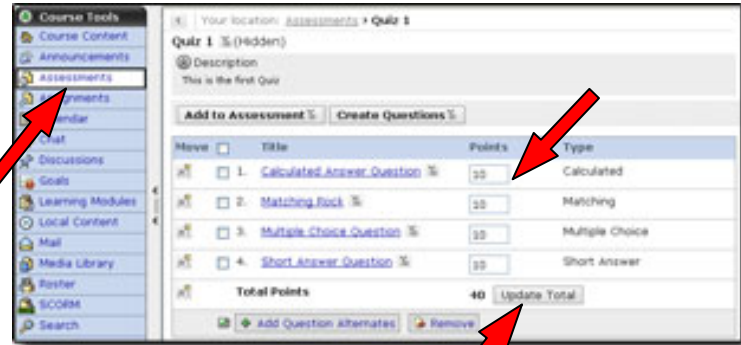 Course Tools
Course Content
Announcements
Assessments
Assignments
Calendar
Chat
Discussions
Goals
Learning Modules
Local Content
Mail
Media Library
Roster
SCORM
Search
Your location: Assessments › Quiz 1
Quiz 1 (Hidden)
Description
This is the first Quiz
Add to Assessment Create Questions
Move Title Points Type
1. Calculated Answer Question 10 Calculated
2. Matching Rock 10 Matching
3. Multiple Choice Question 10 Multiple Choice
4. Short Answer Question 10 Short Answer
Total Points 40 Update Total
Add Question Alternates Remove